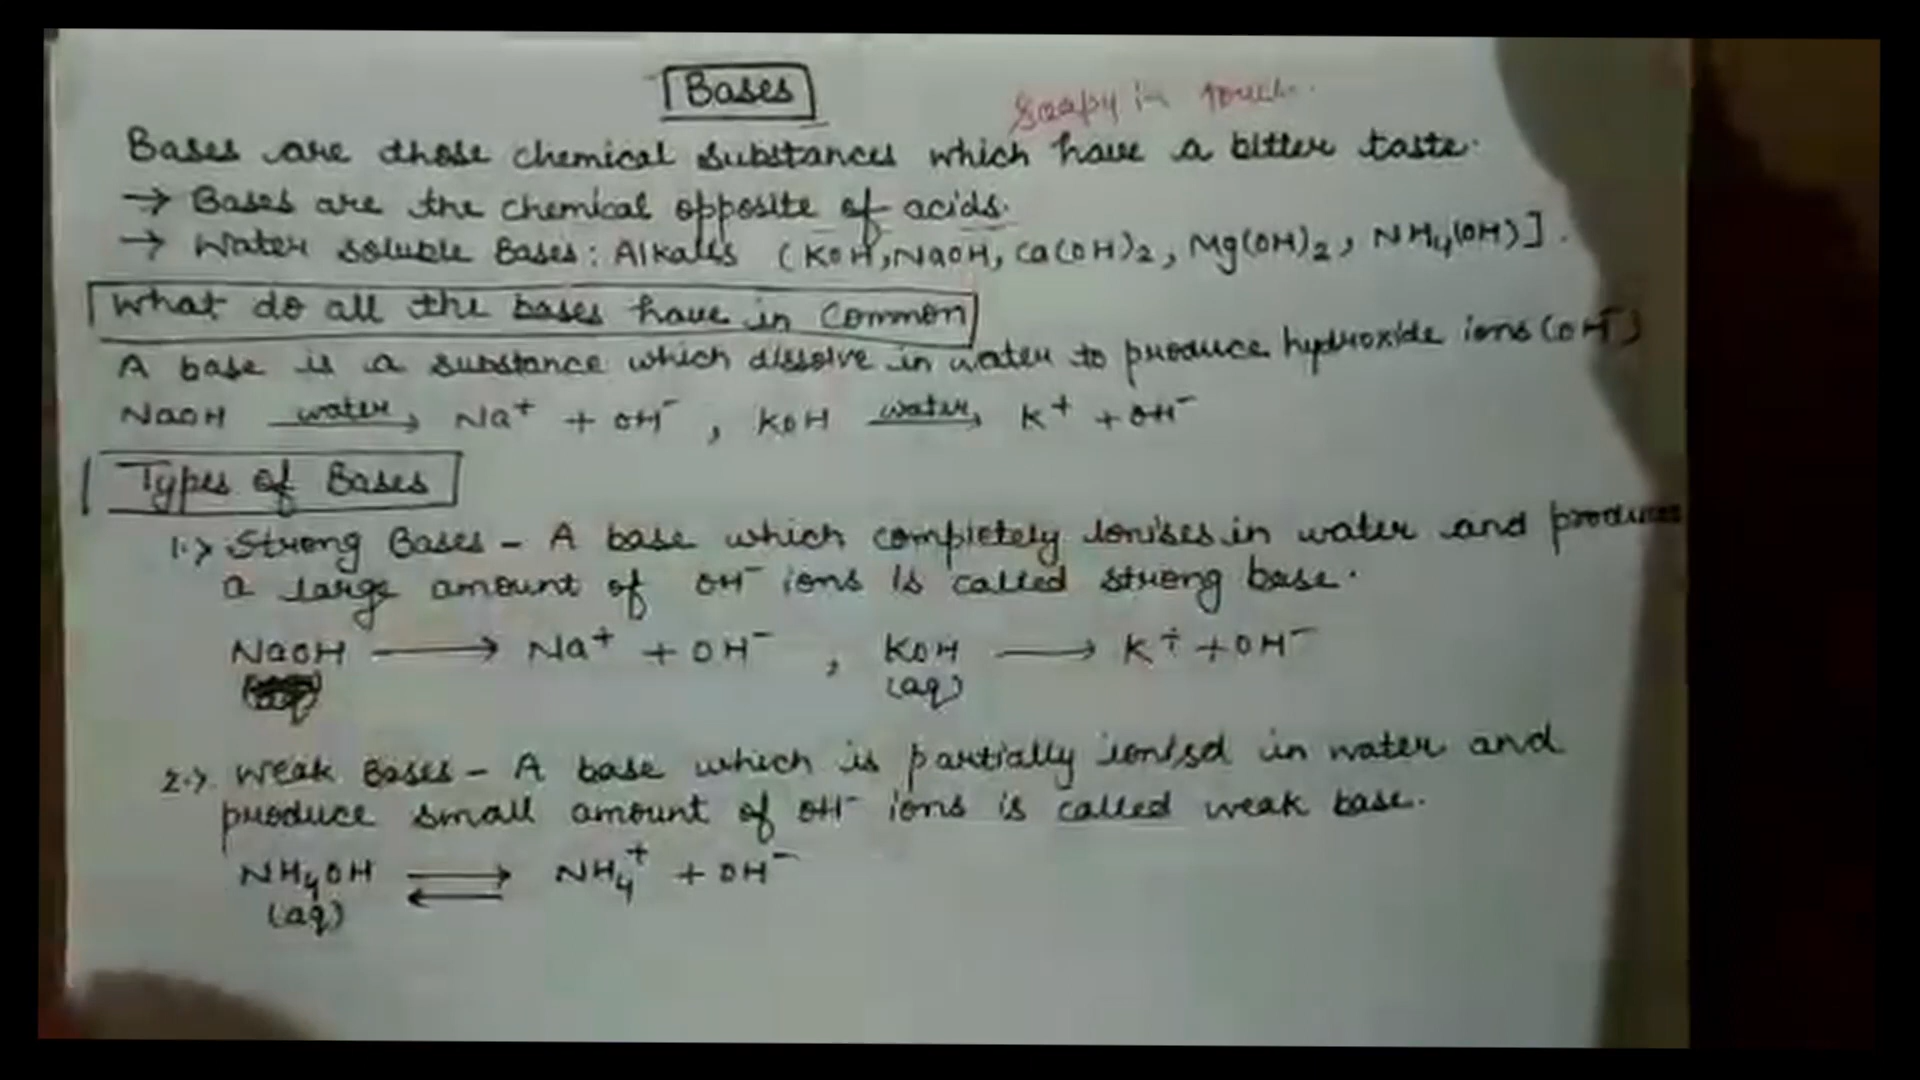 Bases
Soapy in touch.
Bases are those chemical substances which have a bitter taste.
→ Bases are the chemical opposite of acids.
→ Water soluble Bases: Alkalis (KOH, NaOH, Ca(OH)2, Mg(OH)2, NH4(OH)].
What do all the bases have in Common
A base is a substance which dissolve in water to produce hydroxide ions (OH-)
NaOH water→ Na+ + OH-, KOH water→ K+ + OH-
Types of Bases
1.> Strong Bases - A base which completely Ionises in water and produces
a large amount of OH- ions is called strong base.
NaOH → Na+ + OH-, KOH → K+ + OH-
(aq)
2.>. Weak Bases - A base which is partially ionisd in water and
produce small amount of OH- ions is called weak base.
NH4OH ⇌ NH4+ + OH-
(aq)